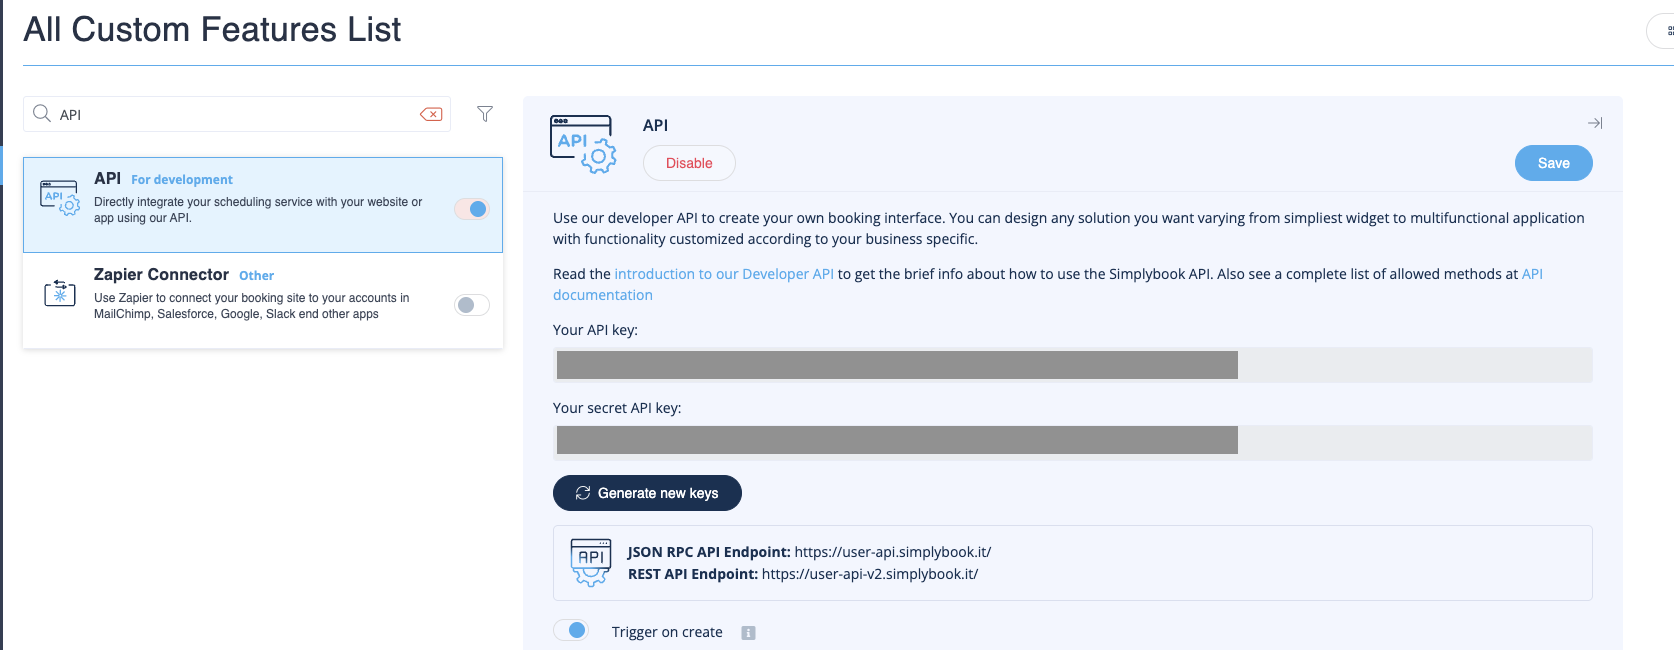 All Custom Features List
API
API For development
Directly integrate your scheduling service with your website or
app using our API.
Zapier Connector Other
Use Zapier to connect your booking site to your accounts in
MailChimp, Salesforce, Google, Slack end other apps
API
API
Disable
Save
Use our developer API to create your own booking interface. You can design any solution you want varying from simpliest widget to multifunctional application
with functionality customized according to your business specific.
Read the introduction to our Developer API to get the brief info about how to use the Simplybook API. Also see a complete list of allowed methods at API
documentation
Your API key:
Your secret API key:
Generate new keys
API
JSON RPC API Endpoint: https://user-api.simplybook.it/
REST API Endpoint: https://user-api-v2.simplybook.it/
Trigger on create